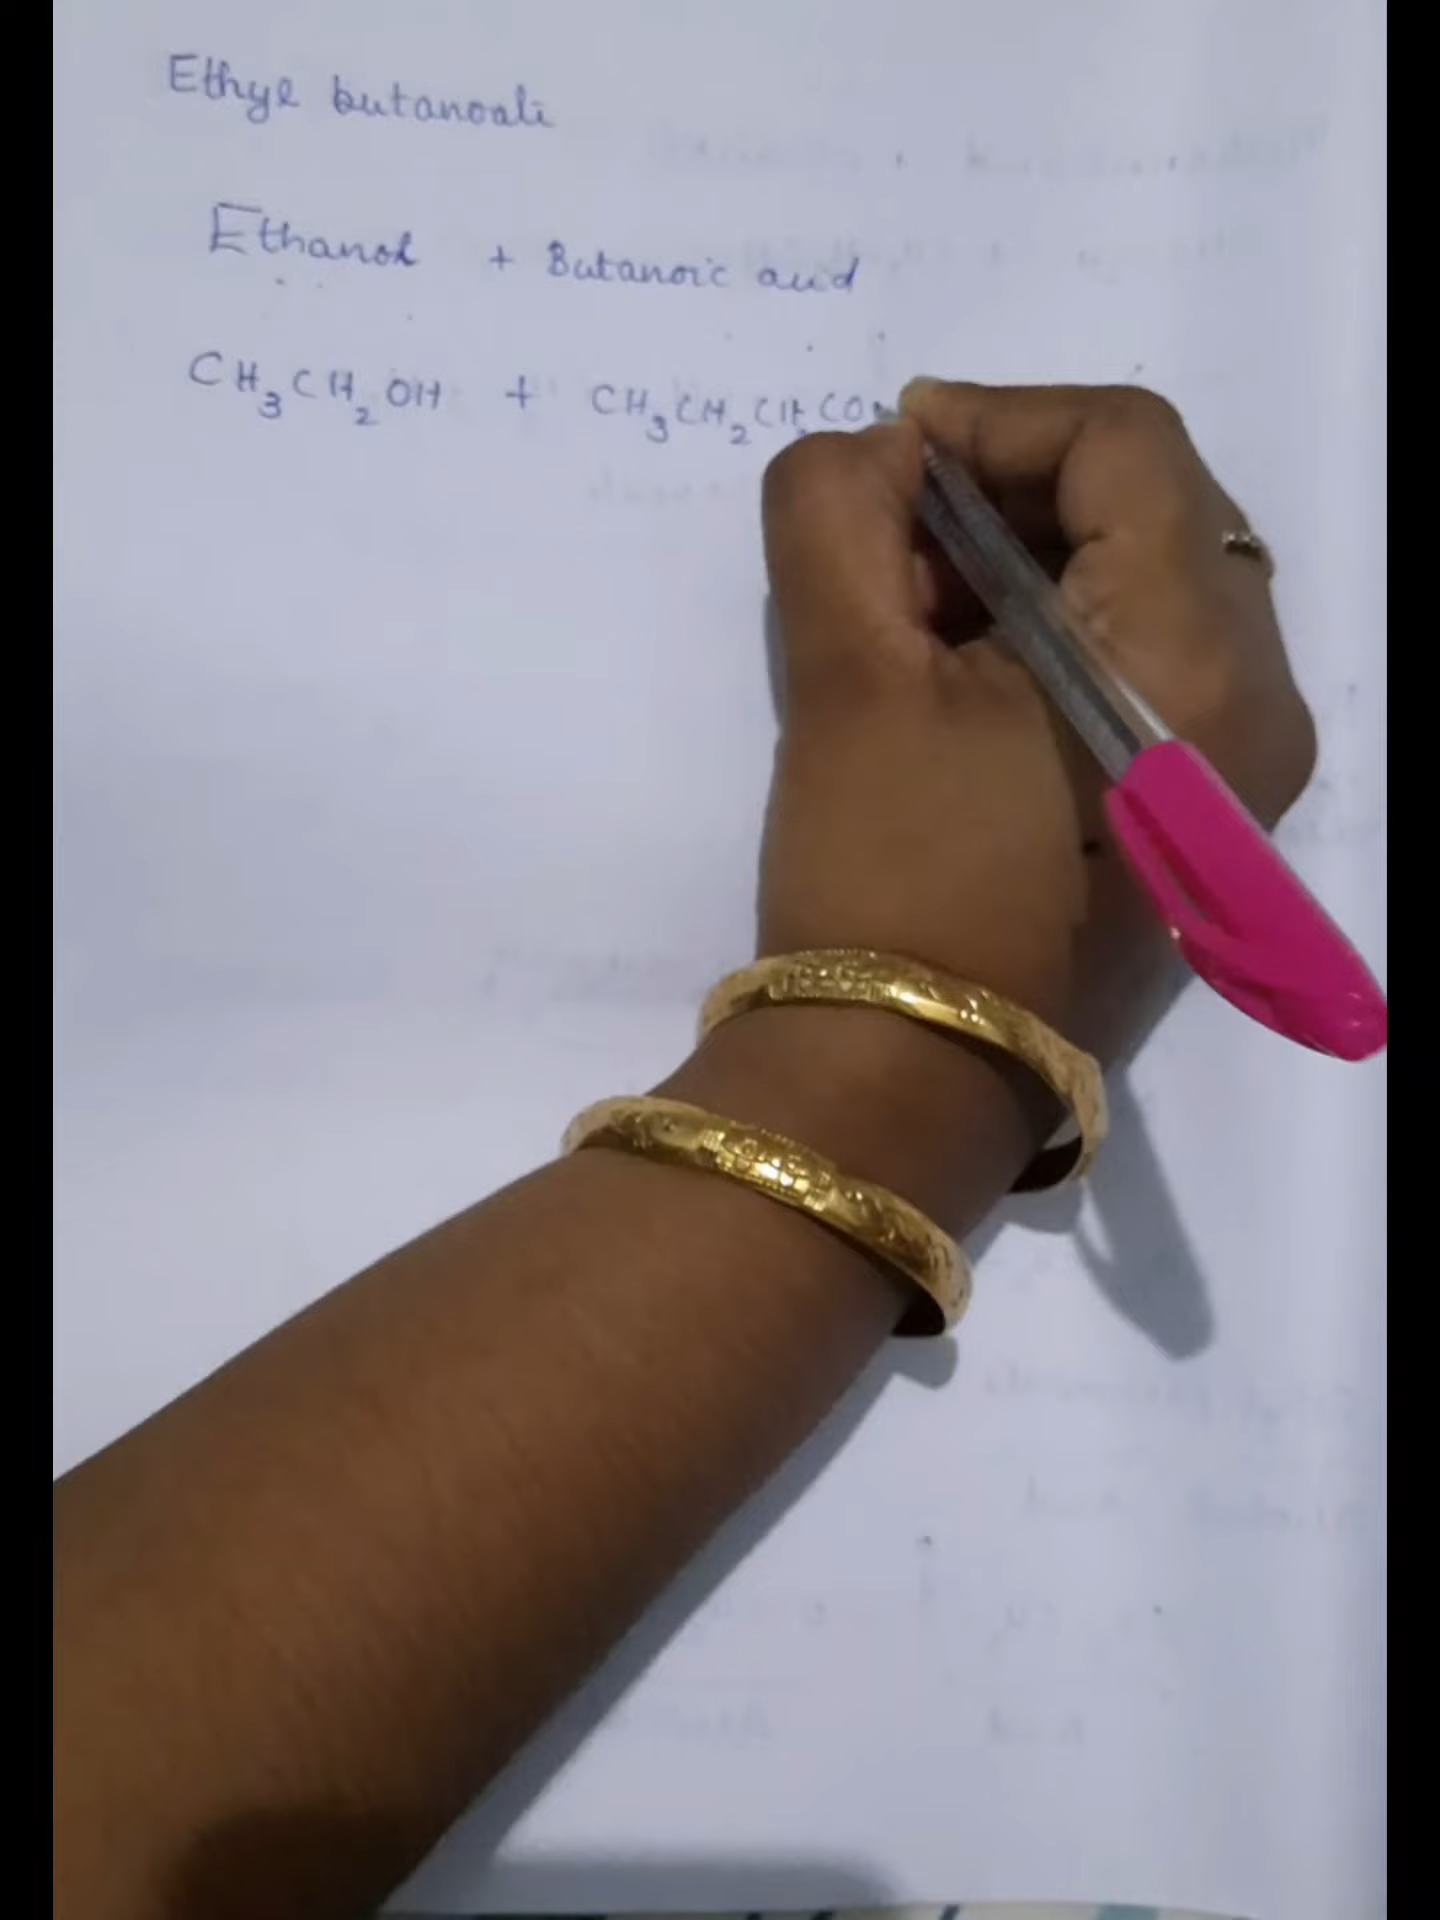 Ethyl butanoate
Ethanol + Butanoic acid
CH₃CH₂OH + CH₃CH₂CH₂CO